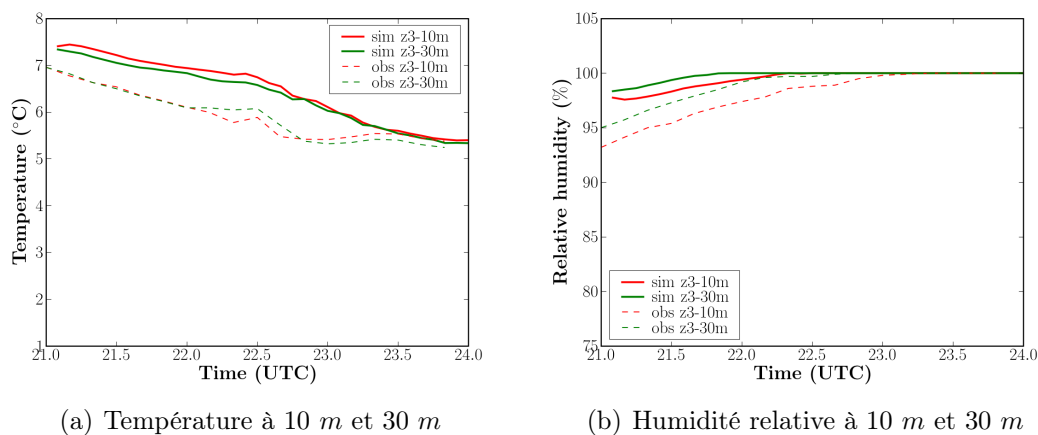 8
7
6
5
4
3
2
1
Temperature (°C)
sim z3-10m
sim z3-30m
obs z3-10m
obs z3-30m
21.0 21.5 22.0 22.5 23.0 23.5 24.0
Time (UTC)
(a) Température à 10 m et 30 m
105
100
95
90
85
80
75
Relative humidity (%)
sim z3-10m
sim z3-30m
obs z3-10m
obs z3-30m
21.0 21.5 22.0 22.5 23.0 23.5 24.0
Time (UTC)
(b) Humidité relative à 10 m et 30 m